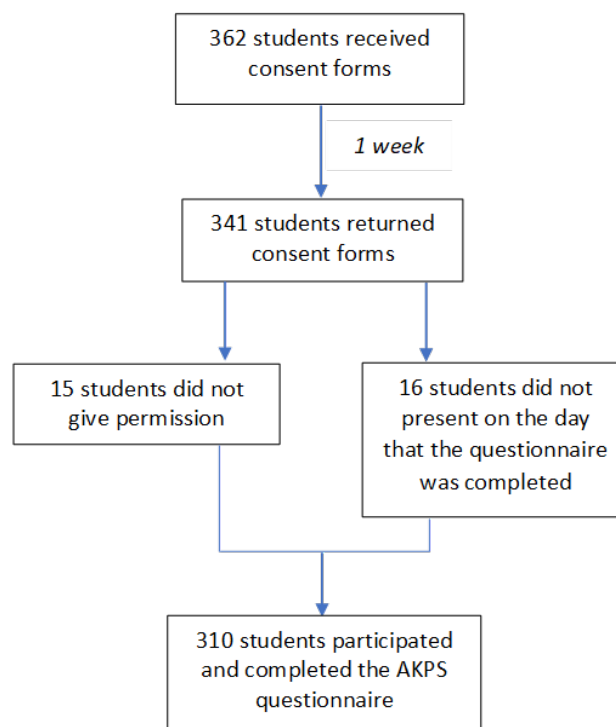 362 students received
consent forms
1 week
341 students returned
consent forms
15 students did not
give permission
16 students did not
present on the day
that the questionnaire
was completed
310 students participated
and completed the AKPS
questionnaire